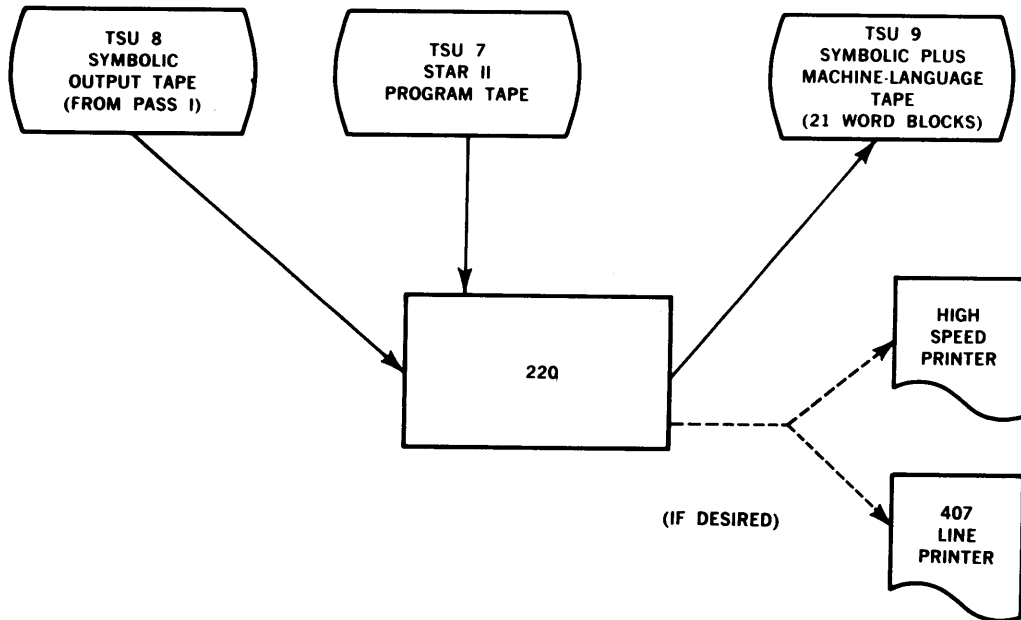 TSU 8
SYMBOLIC
OUTPUT TAPE
(FROM PASS I)
TSU 7
STAR II
PROGRAM TAPE
TSU 9
SYMBOLIC PLUS
MACHINE-LANGUAGE
TAPE
(21 WORD BLOCKS)
220
HIGH
SPEED
PRINTER
(IF DESIRED)
407
LINE
PRINTER